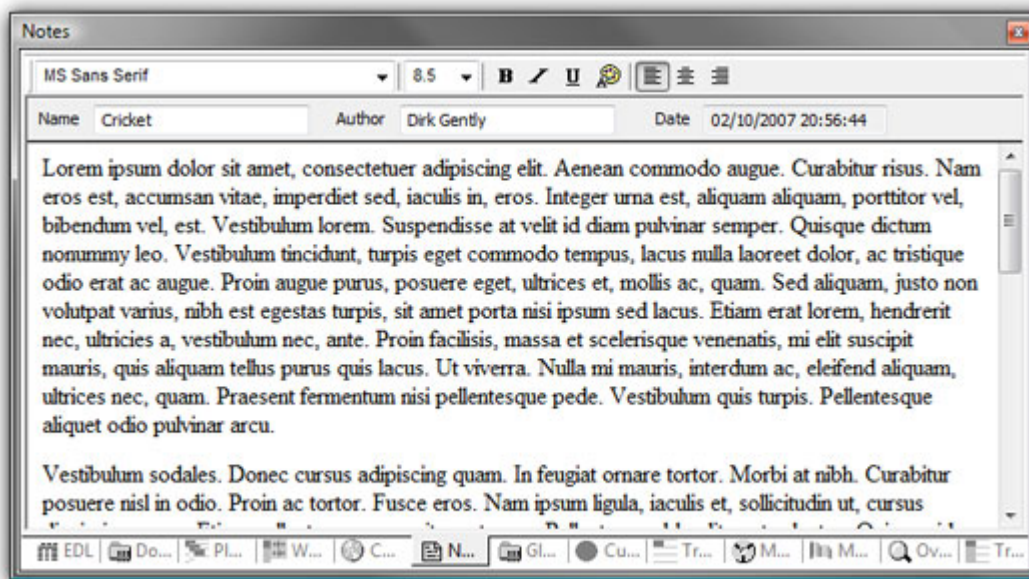 Notes
MS Sans Serif 8.5 B I U
Name Cricket Author Dirk Gently Date 02/10/2007 20:56:44
Lorem ipsum dolor sit amet, consectetuer adipiscing elit. Aenean commodo augue. Curabitur risus. Nam
eros est, accumsan vitae, imperdiet sed, iaculis in, eros. Integer urna est, aliquam aliquam, porttitor vel,
bibendum vel, est. Vestibulum lorem. Suspendisse at velit id diam pulvinar semper. Quisque dictum
nonummy leo. Vestibulum tincidunt, turpis eget commodo tempus, lacus nulla laoreet dolor, ac tristique
odio erat ac augue. Proin augue purus, posuere eget, ultrices et, mollis ac, quam. Sed aliquam, justo non
volutpat varius, nibh est egestas turpis, sit amet porta nisi ipsum sed lacus. Etiam erat lorem, hendrerit
nec, ultricies a, vestibulum nec, ante. Proin facilisis, massa et scelerisque venenatis, mi elit suscipit
mauris, quis aliquam tellus purus quis lacus. Ut viverra. Nulla mi mauris, interdum ac, eleifend aliquam,
ultrices nec, quam. Praesent fermentum nisi pellentesque pede. Vestibulum quis turpis. Pellentesque
aliquet odio pulvinar arcu.
Vestibulum sodales. Donec cursus adipiscing quam. In feugiat ornare tortor. Morbi at nibh. Curabitur
posuere nisl in odio. Proin ac tortor. Fusce eros. Nam ipsum ligula, iaculis et, sollicitudin ut, cursus
EDL Do... Pl... W... C... N... Gl... Cu... Tr... M... M... Ov... Tr...